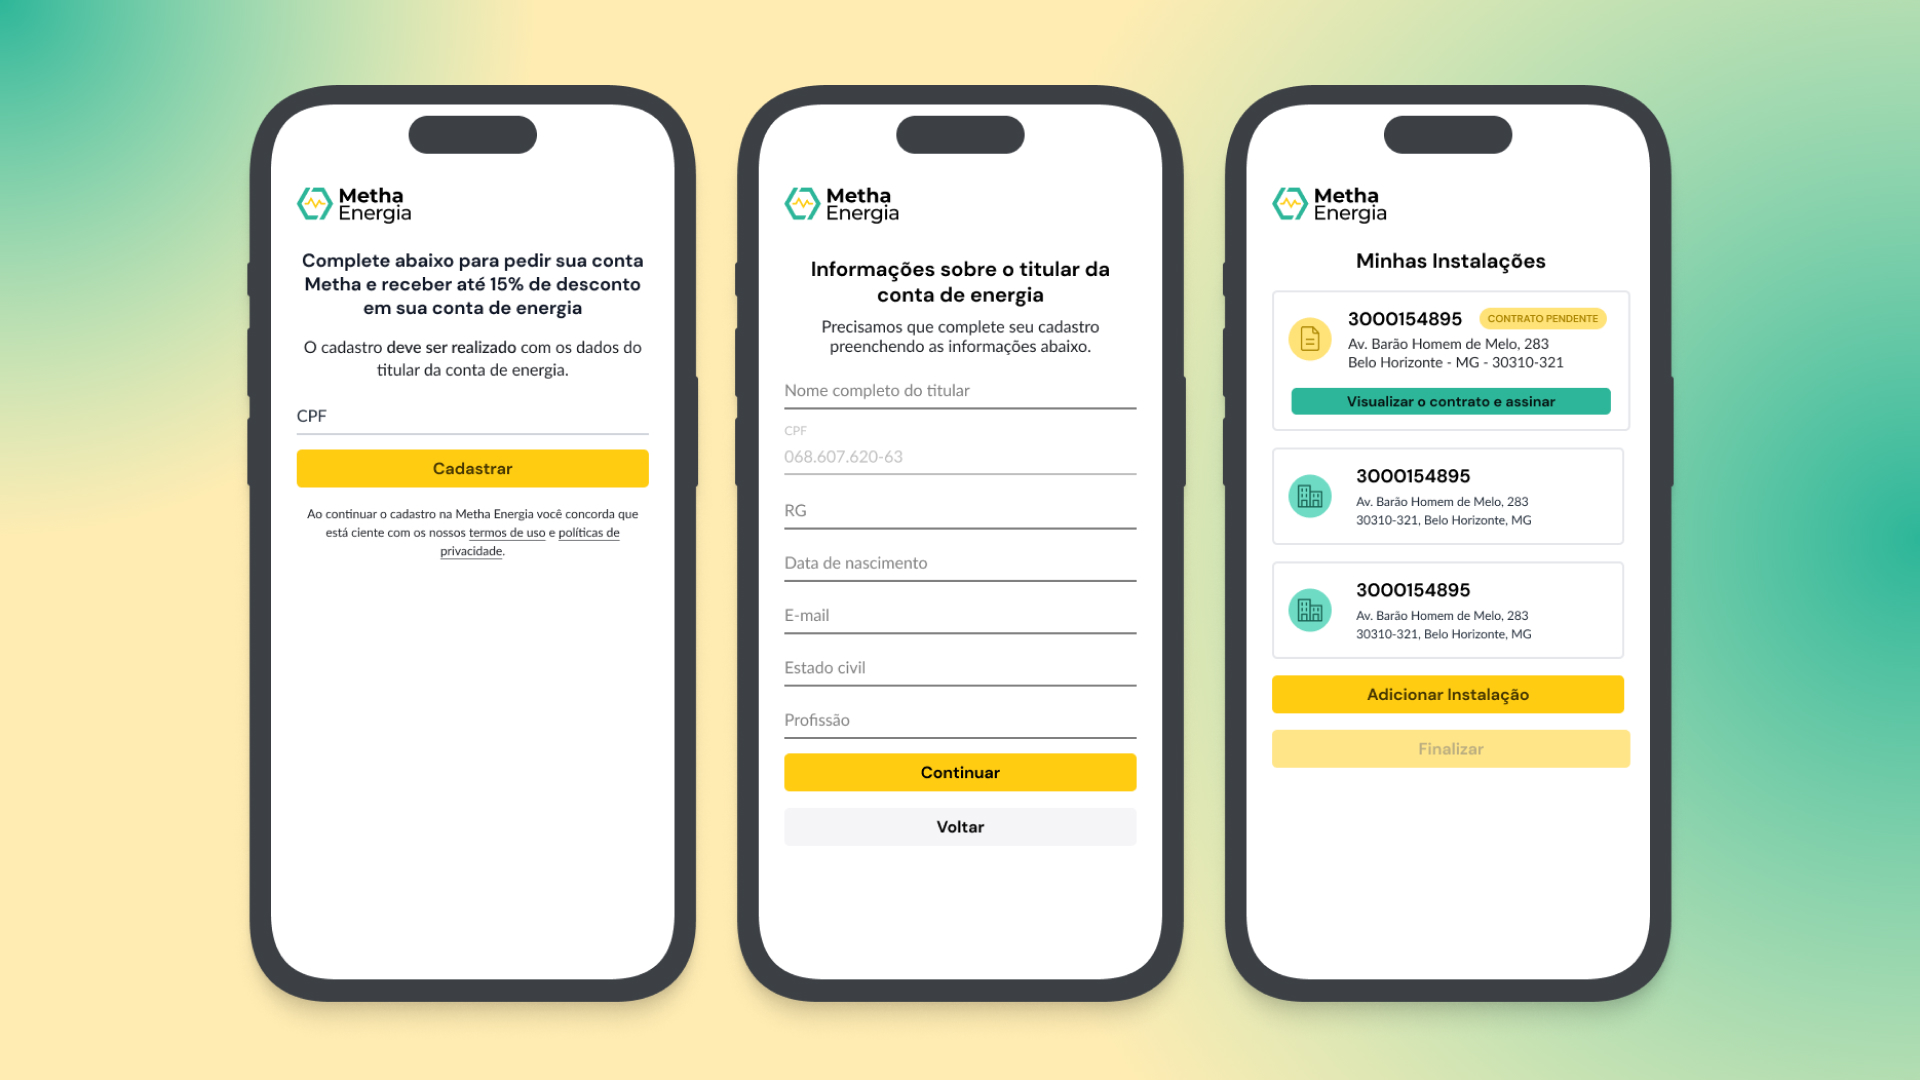 Metha
Energia
Complete abaixo para pedir sua conta
Metha e receber até 15% de desconto
em sua conta de energia
O cadastro deve ser realizado com os dados do
titular da conta de energia.
CPF
Cadastrar
Ao continuar o cadastro na Metha Energia você concorda que
está ciente com os nossos termos de uso e políticas de
privacidade.
Metha
Energia
Informações sobre o titular da
conta de energia
Precisamos que complete seu cadastro
preenchendo as informações abaixo.
Nome completo do titular
CPF
068.607.620-63
RG
Data de nascimento
E-mail
Estado civil
Profissão
Continuar
Voltar
Metha
Energia
Minhas Instalações
3000154895 CONTRATO PENDENTE
Av. Barão Homem de Melo, 283
Belo Horizonte - MG - 30310-321
Visualizar o contrato e assinar
3000154895
Av. Barão Homem de Melo, 283
30310-321, Belo Horizonte, MG
3000154895
Av. Barão Homem de Melo, 283
30310-321, Belo Horizonte, MG
Adicionar Instalação
Finalizar